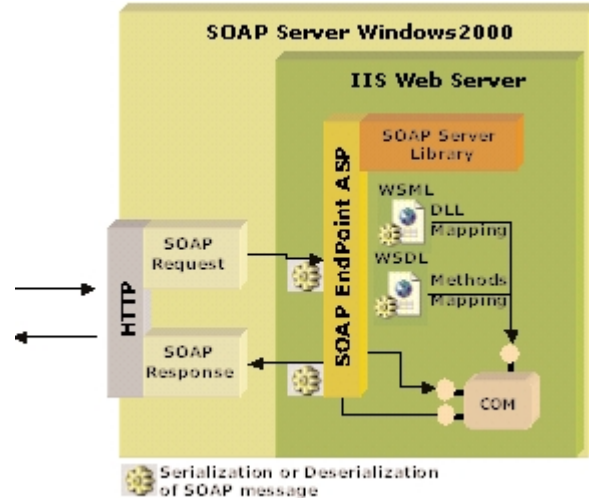 SOAP Server Windows2000
IIS Web Server
SOAP Server
Library
SOAP EndPoint ASP
WSML
DLL
Mapping
WSDL
Methods
Mapping
HTTP
SOAP
Request
SOAP
Response
COM
Serialization or Deserialization
of SOAP message